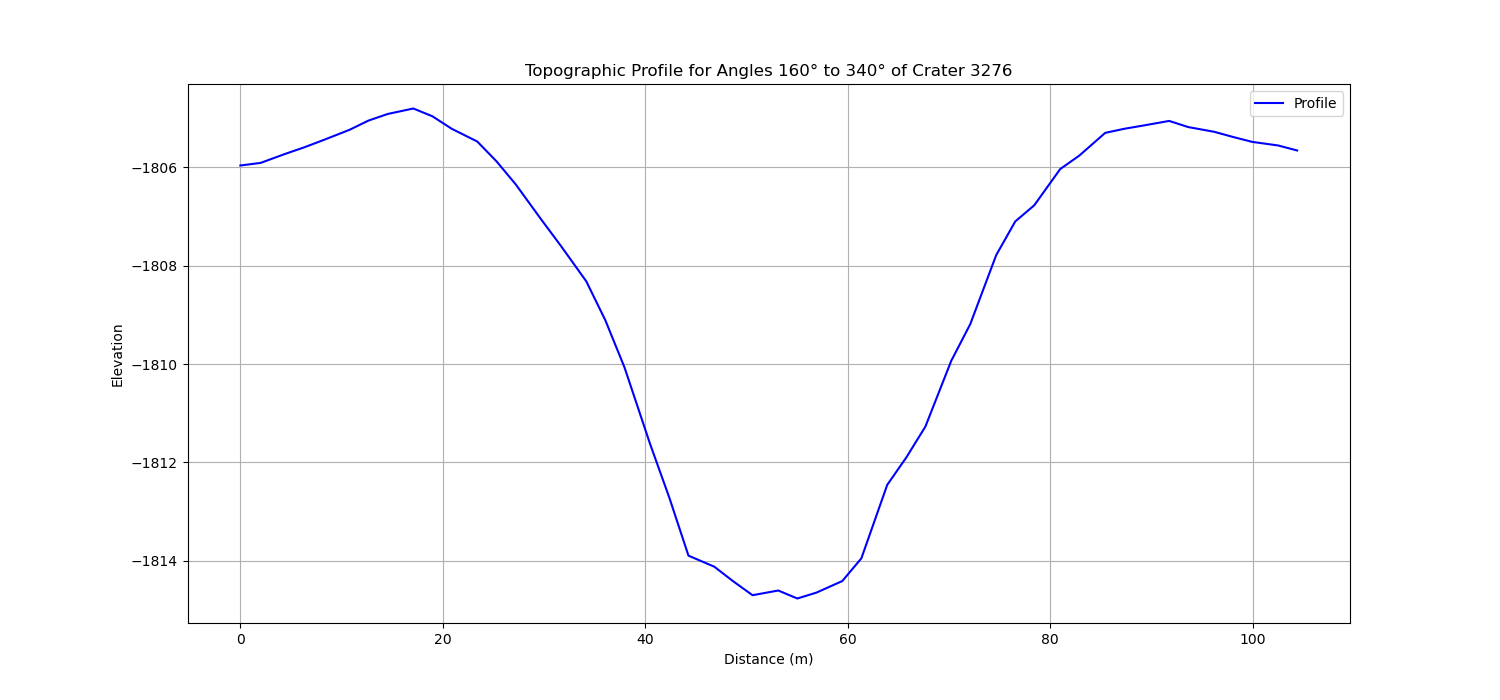 Topographic Profile for Angles 160° to 340° of Crater 3276
Profile
Elevation
−1806
−1808
−1810
−1812
−1814
0 20 40 60 80 100
Distance (m)